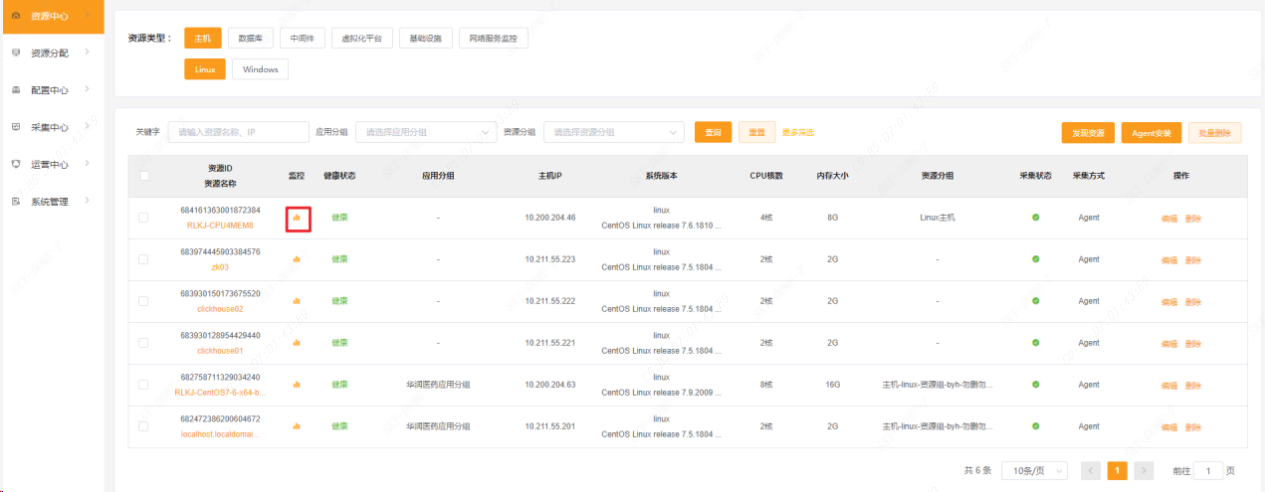 资源中心
资源分配
配置中心
采集中心
运营中心
系统管理
资源类型： 主机 数据库 中间件 虚拟化平台 基础设施 网络服务监控
Linux Windows
关键字 请输入资源名称、IP 应用分组 请选择应用分组 资源分组 请选择资源分组 查询 重置 更多筛选 发现资源 Agent安装 批量删除
资源ID
资源名称 监控 健康状态 应用分组 主机IP 系统版本 CPU核数 内存大小 资源分组 采集状态 采集方式 操作
684161363001872384 linux
RLKJ-CPU4MEM8 健康 - 10.200.204.46 CentOS Linux release 7.6.1810 ... 4核 8G Linux主机 Agent 编辑 删除
683974445903384576 linux
zk03 健康 - 10.211.55.223 CentOS Linux release 7.5.1804 ... 2核 2G - Agent 编辑 删除
683930150173675520 linux
clickhouse02 健康 - 10.211.55.222 CentOS Linux release 7.5.1804 ... 2核 2G - Agent 编辑 删除
683930128954429440 linux
clickhouse01 健康 - 10.211.55.221 CentOS Linux release 7.5.1804 ... 2核 2G - Agent 编辑 删除
682758711329034240 linux
RLKJ-CentOS7-6-x64-b... 健康 华润医药应用分组 10.200.204.63 CentOS Linux release 7.9.2009 ... 8核 16G 主机-linux-资源组-byh-勿删勿... Agent 编辑 删除
682472386200604672 linux
localhost.localdomai... 健康 华润医药应用分组 10.211.55.201 CentOS Linux release 7.5.1804 ... 2核 2G 主机-linux-资源组-byh-勿删勿... Agent 编辑 删除
共 6 条 10条/页 1 前往 1 页